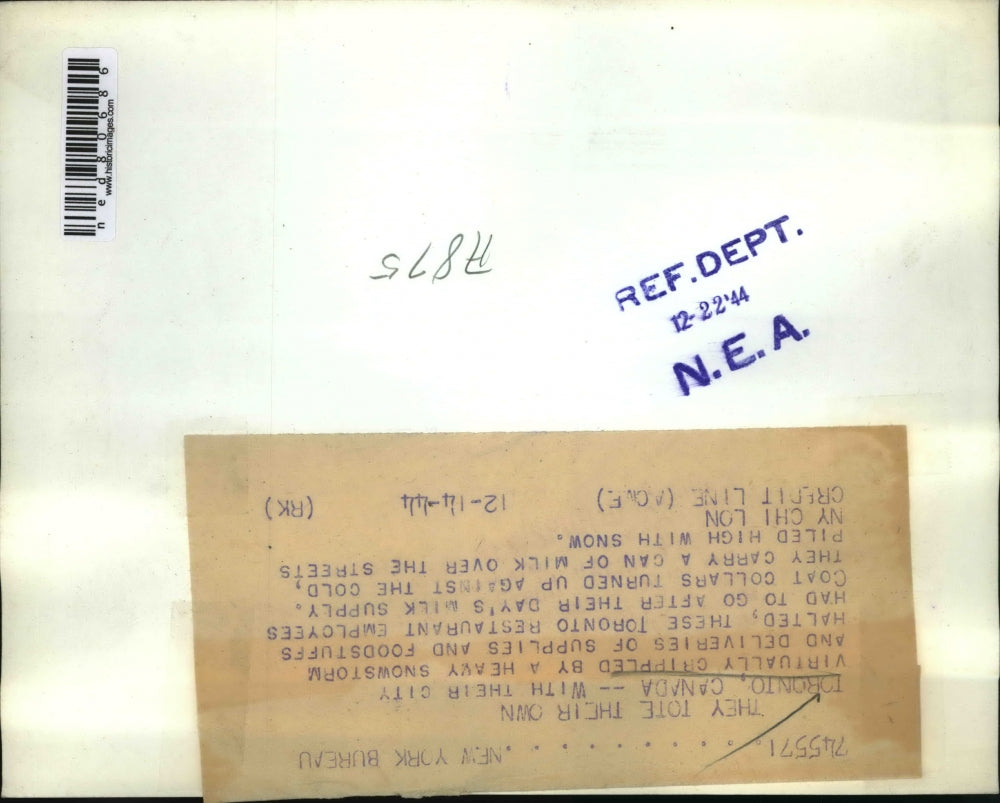 ned80686
www.historicimages.com
A875
REF. DEPT.
12-22'44
N.E.A.
745571. . . . . . . . . . .NEW YORK BUREAU
THEY TOTE THEIR OWN
TORONTO, CANADA -- WITH THEIR CITY
VIRTUALLY CRIPPLED BY A HEAVY SNOWSTORM
AND DELIVERIES OF SUPPLIES AND FOODSTUFFS
HALTED, THESE TORONTO RESTAURANT EMPLOYEES
HAD TO GO AFTER THEIR DAY'S MILK SUPPLY.
COAT COLLARS TURNED UP AGAINST THE COLD,
THEY CARRY A CAN OF MILK OVER THE STREETS
PILED HIGH WITH SNOW.
NY CHI LON
CREDIT LINE (ACME) 12-14-44 (RK)